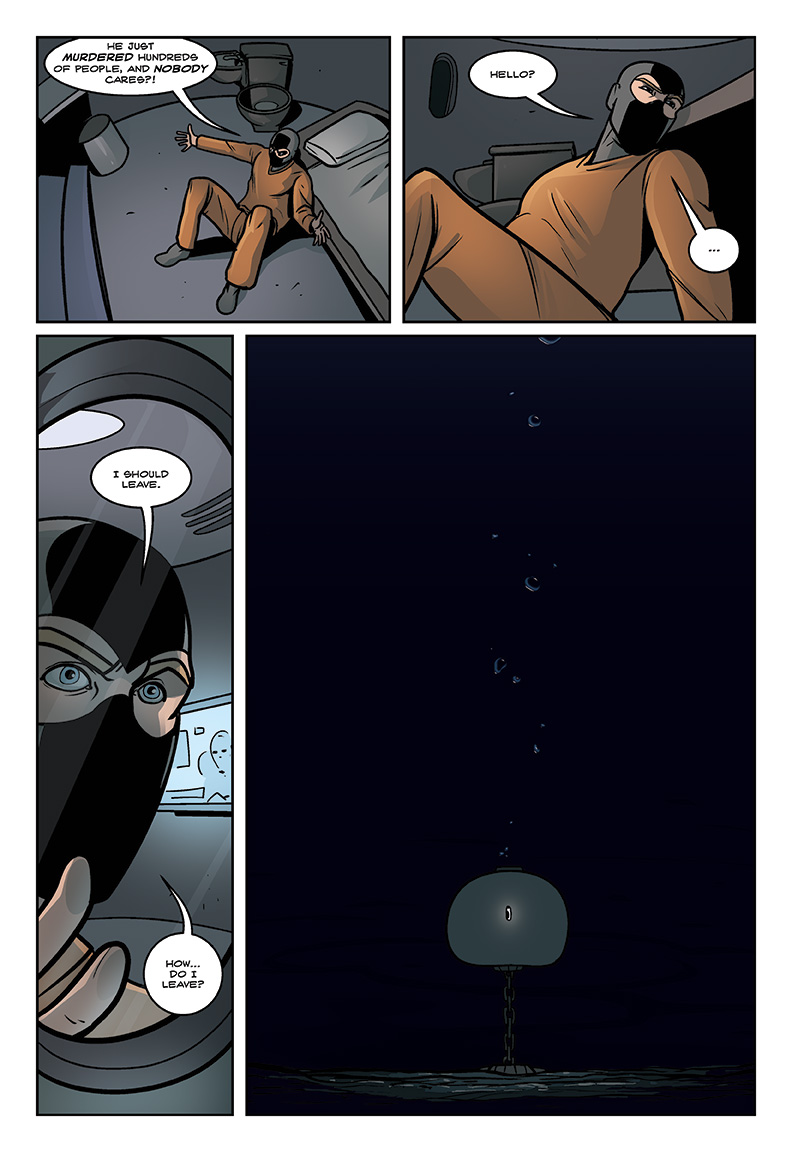 HE JUST
MURDERED HUNDREDS
OF PEOPLE, AND NOBODY
CARES?!
HELLO?
...
I SHOULD
LEAVE.
HOW...
DO I
LEAVE?